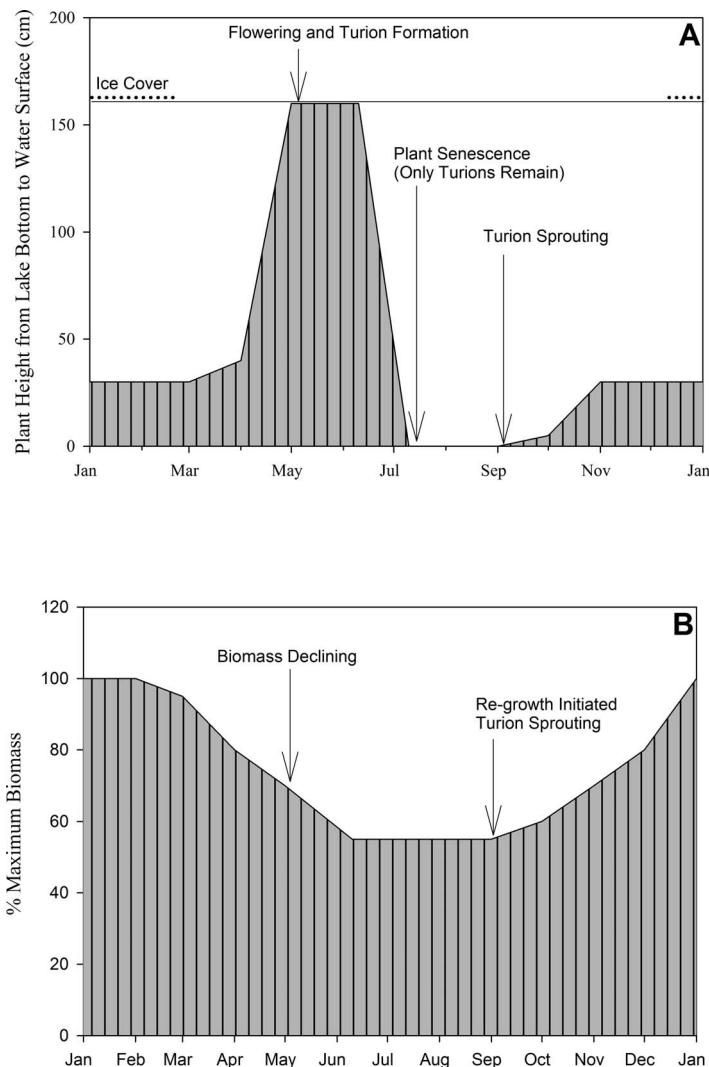 A
200
150
100
50
0
Plant Height from Lake Bottom to Water Surface (cm)
Flowering and Turion Formation
Ice Cover
Plant Senescence
(Only Turions Remain)
Turion Sprouting
Jan Mar May Jul Sep Nov Jan
B
120
100
80
60
40
20
0
% Maximum Biomass
Biomass Declining
Re-growth Initiated
Turion Sprouting
Jan Feb Mar Apr May Jun Jul Aug Sep Oct Nov Dec Jan